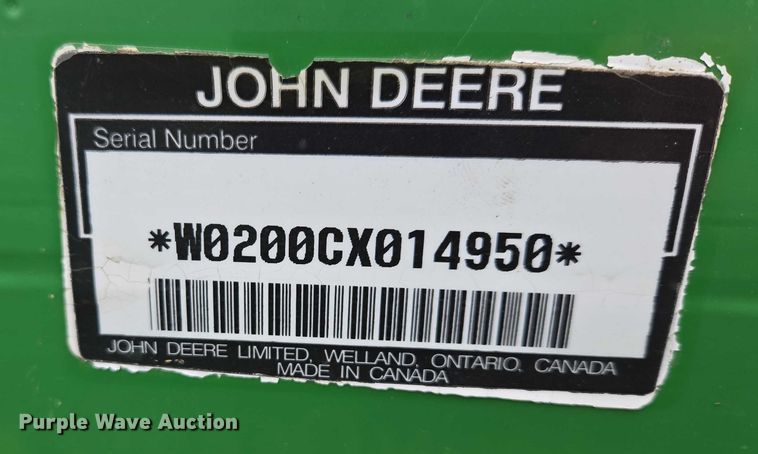 JOHN DEERE
Serial Number
*W0200CX014950*
JOHN DEERE LIMITED, WELLAND, ONTARIO, CANADA
MADE IN CANADA
Purple Wave Auction